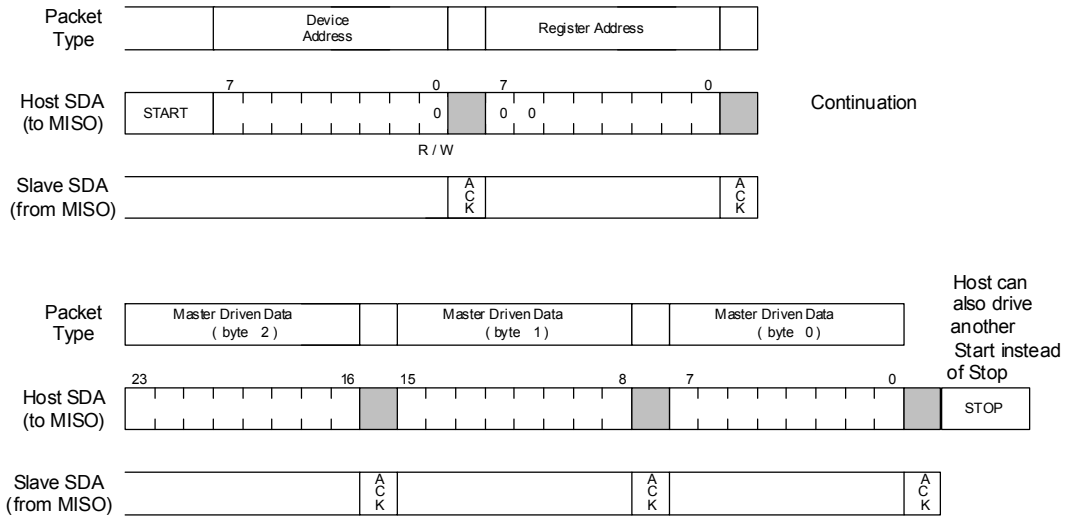 Packet
Type
Device
Address
Register Address
7 0 7 0
Host SDA
(to MISO)
START
0 0 0
Continuation
R / W
Slave SDA
(from MISO)
A
C
K
A
C
K
Packet
Type
Master Driven Data
( byte 2)
Master Driven Data
( byte 1)
Master Driven Data
( byte 0)
Host can
also drive
another
Start instead
of Stop
23 16 15 8 7 0
Host SDA
(to MISO)
STOP
Slave SDA
(from MISO)
A
C
K
A
C
K
A
C
K